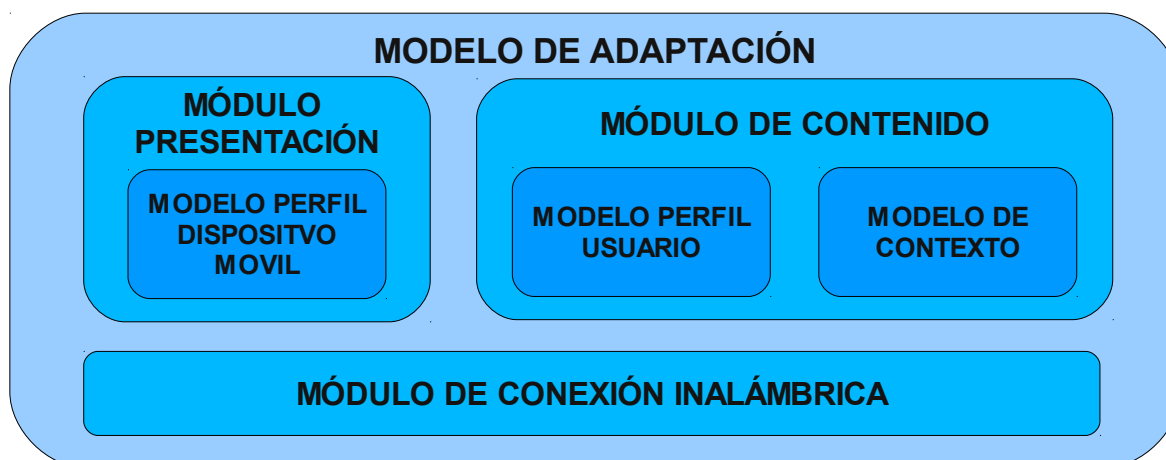 MODELO DE ADAPTACIÓN
MÓDULO
PRESENTACIÓN
MODELO PERFIL
DISPOSITVO
MOVIL
MÓDULO DE CONTENIDO
MODELO PERFIL
USUARIO
MODELO DE
CONTEXTO
MÓDULO DE CONEXIÓN INALÁMBRICA